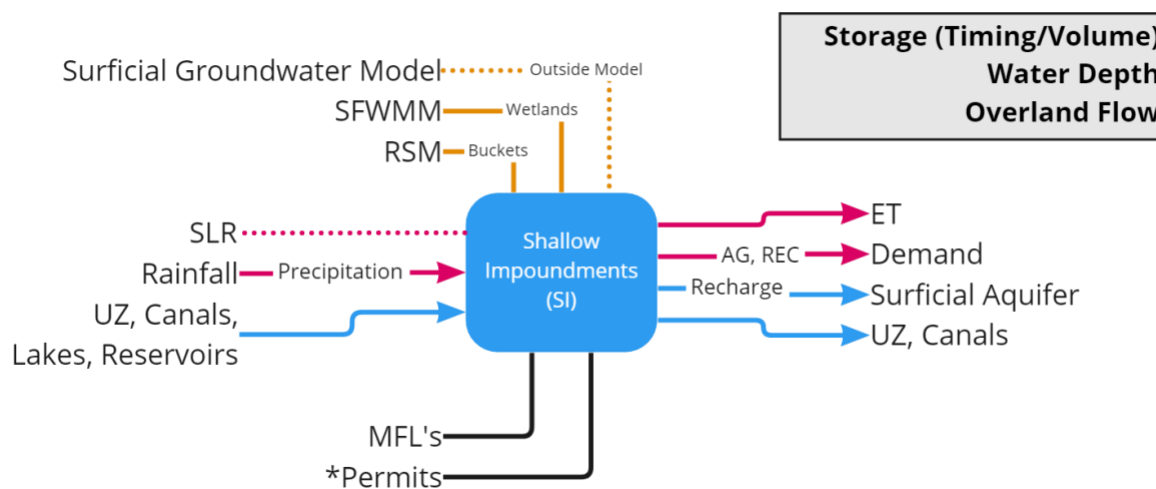 Storage (Timing/Volume)
Water Depth
Overland Flow
Surficial Groundwater Model
Outside Model
SFWMM
Wetlands
RSM
Buckets
SLR
Rainfall
Precipitation
UZ, Canals,
Lakes, Reservoirs
Shallow
Impoundments
(SI)
ET
AG, REC
Demand
Recharge
Surficial Aquifer
UZ, Canals
MFL's
*Permits